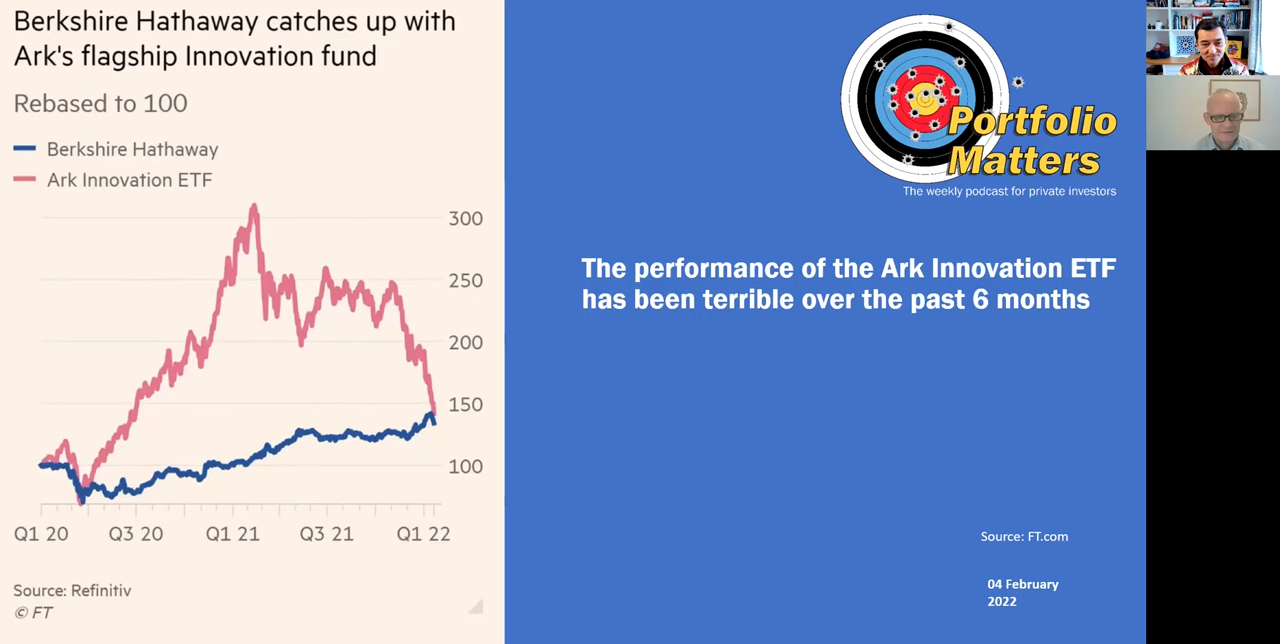 Berkshire Hathaway catches up with
Ark's flagship Innovation fund
Rebased to 100
Berkshire Hathaway
Ark Innovation ETF
300
250
200
150
100
Q1 20 Q3 20 Q1 21 Q3 21 Q1 22
Source: Refinitiv
© FT
Portfolio
Matters
The weekly podcast for private investors
The performance of the Ark Innovation ETF
has been terrible over the past 6 months
Source: FT.com
04 February
2022